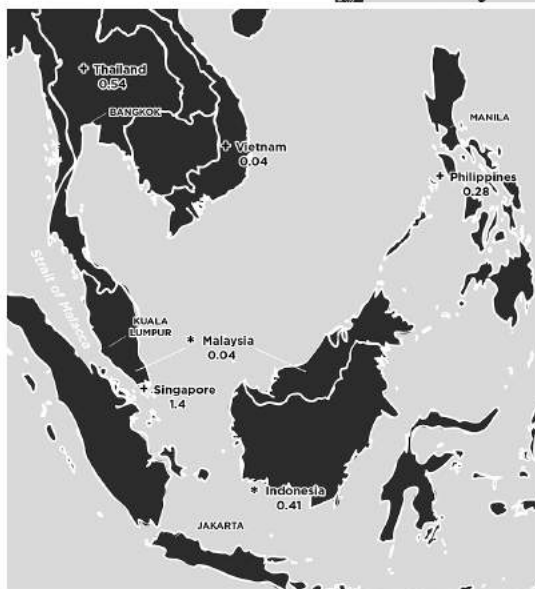 + Thailand
0.54
BANGKOK
+ Vietnam
0.04
MANILA
+ Philippines
0.28
Strait of Malacca
KUALA
LUMPUR
* Malaysia
0.04
+ Singapore
1.4
* Indonesia
0.41
JAKARTA